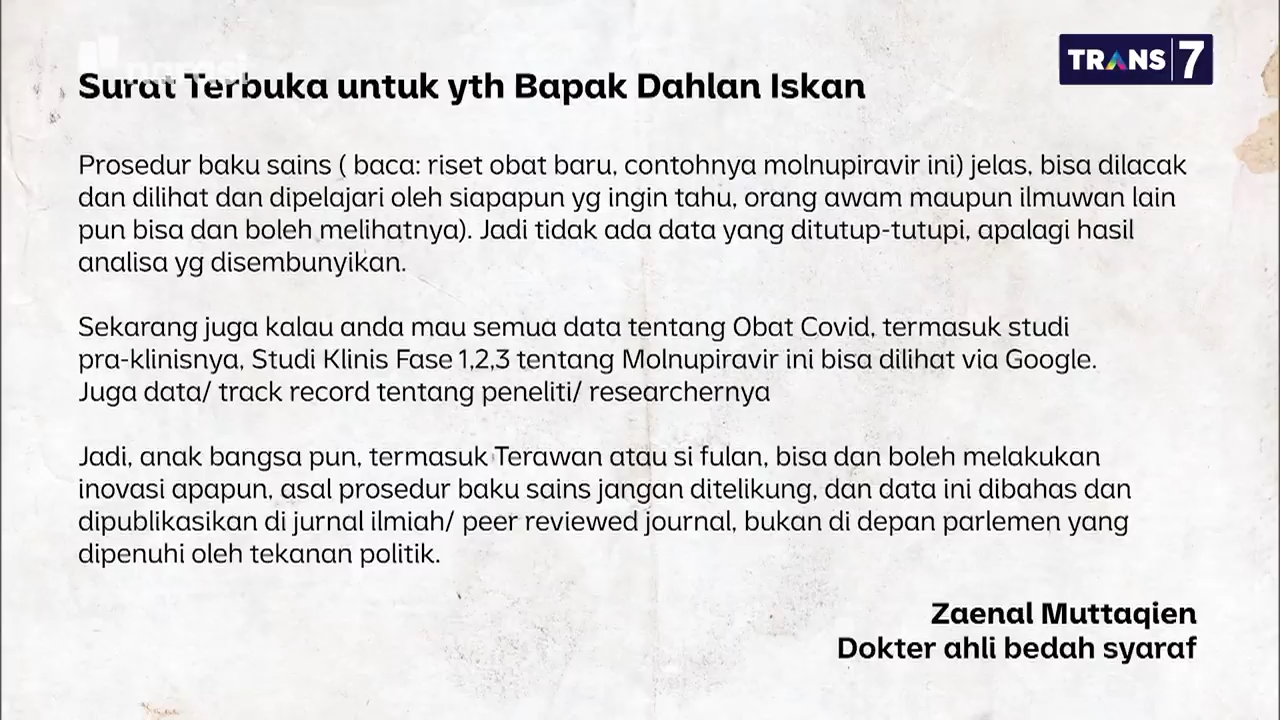 narasi
TRANS 7
Surat Terbuka untuk yth Bapak Dahlan Iskan
Prosedur baku sains ( baca: riset obat baru, contohnya molnupiravir ini) jelas, bisa dilacak
dan dilihat dan dipelajari oleh siapapun yg ingin tahu, orang awam maupun ilmuwan lain
pun bisa dan boleh melihatnya). Jadi tidak ada data yang ditutup-tutupi, apalagi hasil
analisa yg disembunyikan.
Sekarang juga kalau anda mau semua data tentang Obat Covid, termasuk studi
pra-klinisnya, Studi Klinis Fase 1,2,3 tentang Molnupiravir ini bisa dilihat via Google.
Juga data/ track record tentang peneliti/ researchernya
Jadi, anak bangsa pun, termasuk Terawan atau si fulan, bisa dan boleh melakukan
inovasi apapun, asal prosedur baku sains jangan ditelikung, dan data ini dibahas dan
dipublikasikan di jurnal ilmiah/ peer reviewed journal, bukan di depan parlemen yang
dipenuhi oleh tekanan politik.
Zaenal Muttaqien
Dokter ahli bedah syaraf